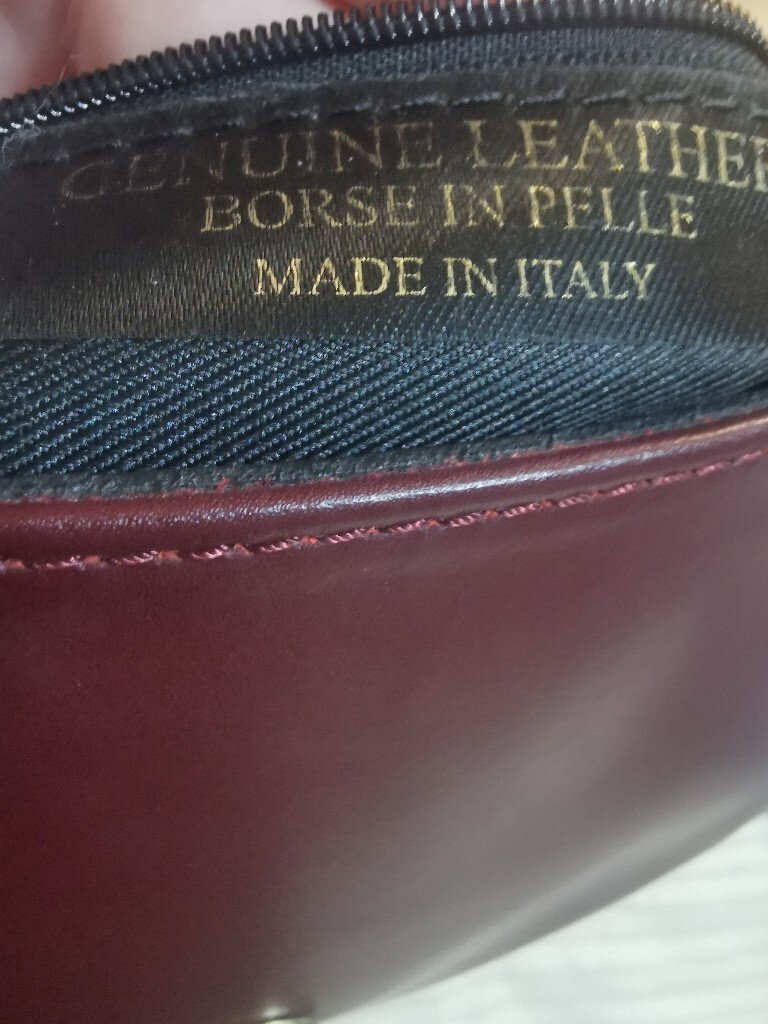 GENUINE LEATHER
BORSE IN PELLE
MADE IN ITALY